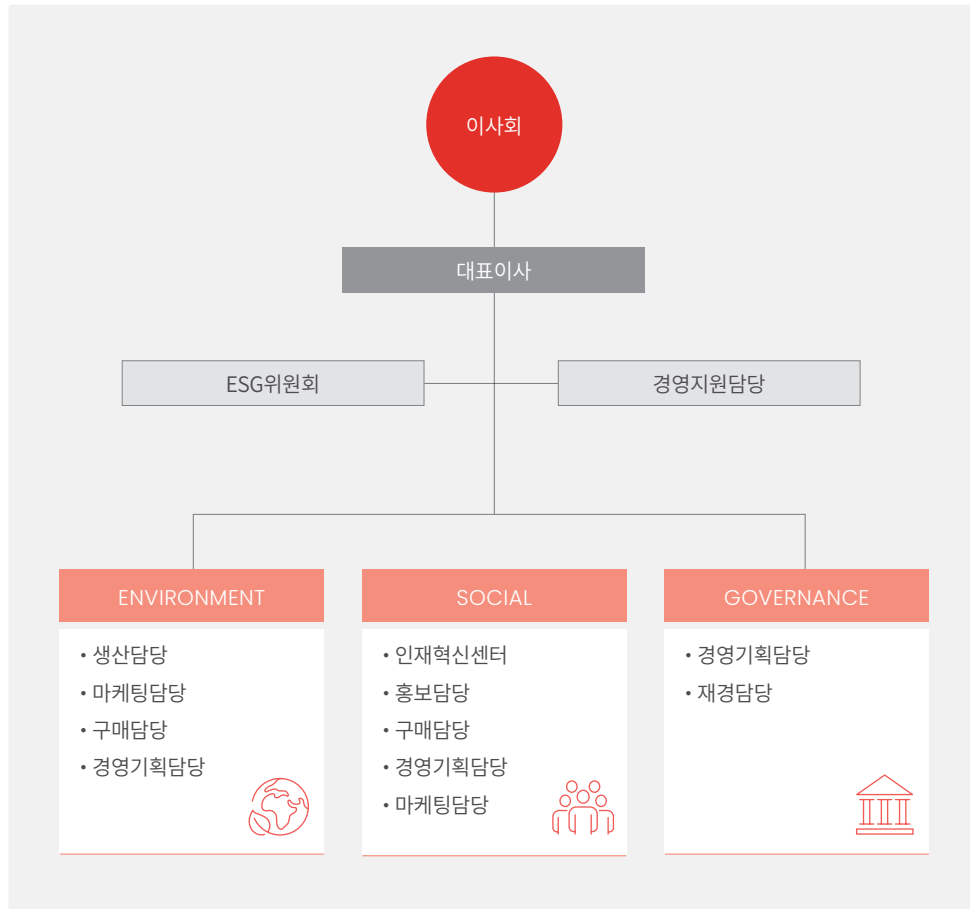 이사회
대표이사
ESG위원회
경영지원담당
ENVIRONMENT
• 생산담당
• 마케팅담당
• 구매담당
• 경영기획담당
SOCIAL
• 인재혁신센터
• 홍보담당
• 구매담당
• 경영기획담당
• 마케팅담당
GOVERNANCE
• 경영기획담당
• 재경담당